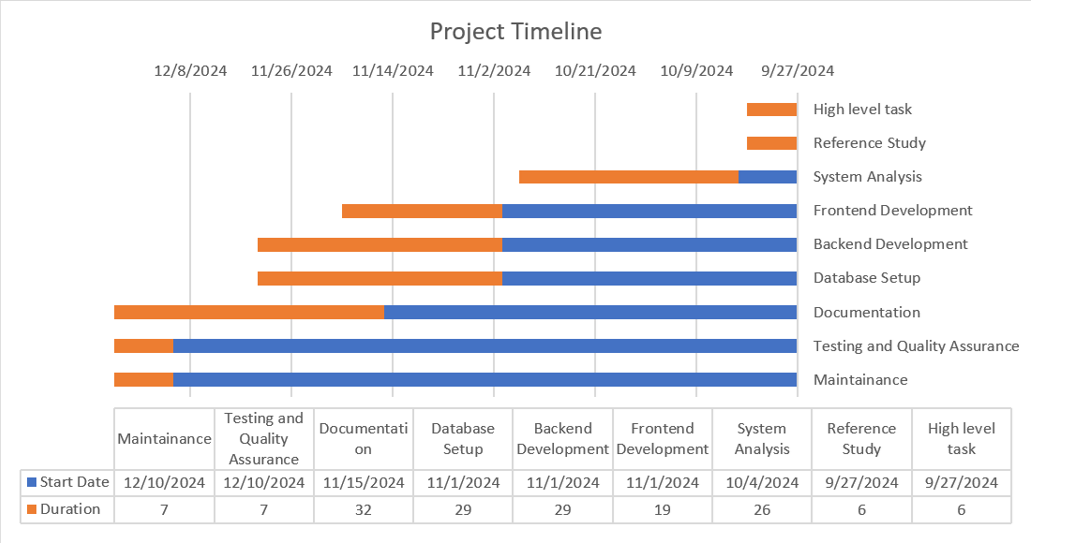 Project Timeline
12/8/2024 11/26/2024 11/14/2024 11/2/2024 10/21/2024 10/9/2024 9/27/2024
High level task
Reference Study
System Analysis
Frontend Development
Backend Development
Database Setup
Documentation
Testing and Quality Assurance
Maintainance
Maintainance Testing and Quality Assurance Documentati on Database Setup Backend Development Frontend Development System Analysis Reference Study High level task
Start Date 12/10/2024 12/10/2024 11/15/2024 11/1/2024 11/1/2024 11/1/2024 10/4/2024 9/27/2024 9/27/2024
Duration 7 7 32 29 29 19 26 6 6